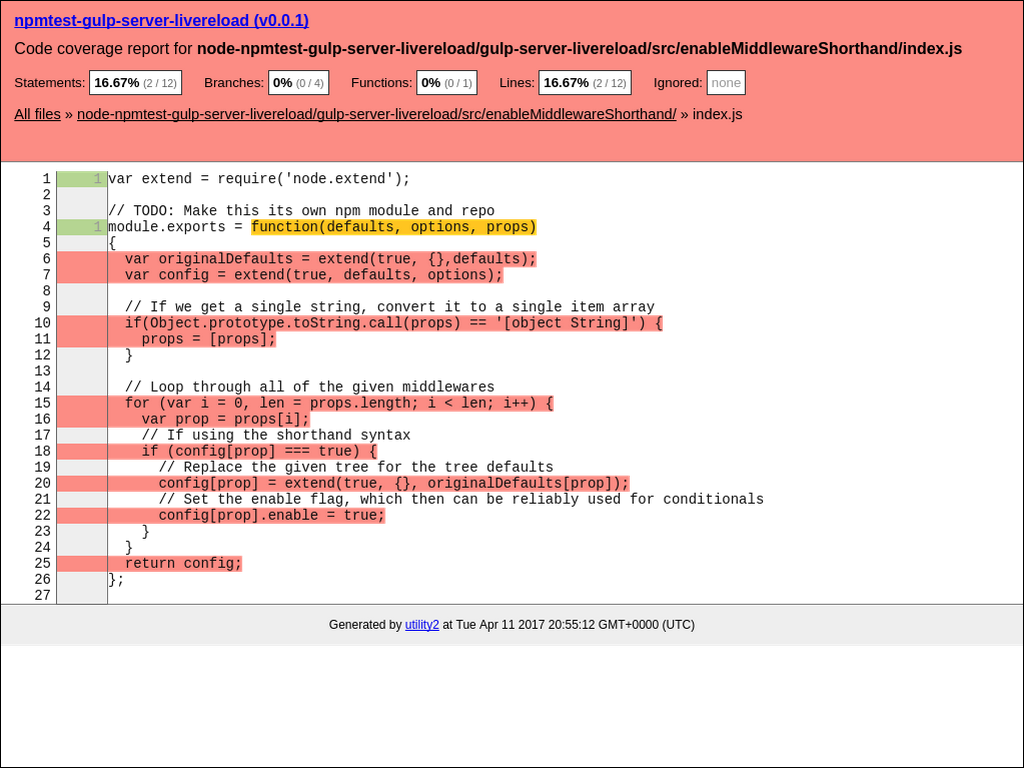 npmtest-gulp-server-livereload (v0.0.1)
Code coverage report for node-npmtest-gulp-server-livereload/gulp-server-livereload/src/enableMiddlewareShorthand/index.js
Statements: 16.67% (2 / 12) Branches: 0% (0 / 4) Functions: 0% (0 / 1) Lines: 16.67% (2 / 12) Ignored: none
All files » node-npmtest-gulp-server-livereload/gulp-server-livereload/src/enableMiddlewareShorthand/ » index.js
1 1 var extend = require('node.extend');
2
3 // TODO: Make this its own npm module and repo
4 1 module.exports = function(defaults, options, props)
5 {
6   var originalDefaults = extend(true, {},defaults);
7   var config = extend(true, defaults, options);
8
9   // If we get a single string, convert it to a single item array
10   if(Object.prototype.toString.call(props) == '[object String]') {
11     props = [props];
12   }
13
14   // Loop through all of the given middlewares
15   for (var i = 0, len = props.length; i < len; i++) {
16     var prop = props[i];
17     // If using the shorthand syntax
18     if (config[prop] === true) {
19       // Replace the given tree for the tree defaults
20       config[prop] = extend(true, {}, originalDefaults[prop]);
21       // Set the enable flag, which then can be reliably used for conditionals
22       config[prop].enable = true;
23     }
24   }
25   return config;
26 };
27
Generated by utility2 at Tue Apr 11 2017 20:55:12 GMT+0000 (UTC)